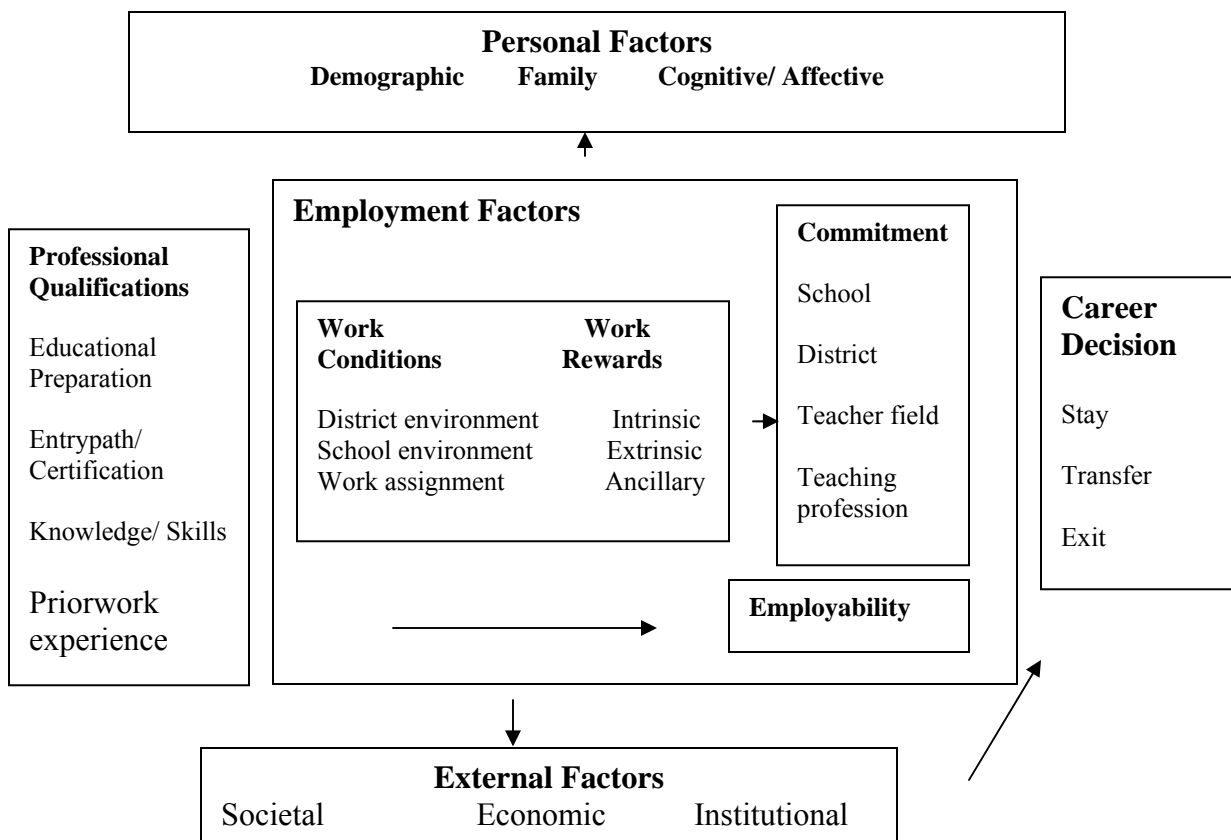 Personal Factors
Demographic Family Cognitive/ Affective
Employment Factors
Professional
Qualifications
Educational
Preparation
Entrypath/
Certification
Knowledge/ Skills
Priorwork
experience
Work
Conditions
District environment
School environment
Work assignment
Work
Rewards
Intrinsic
Extrinsic
Ancillary
Commitment
School
District
Teacher field
Teaching
profession
Employability
Career
Decision
Stay
Transfer
Exit
External Factors
Societal Economic Institutional